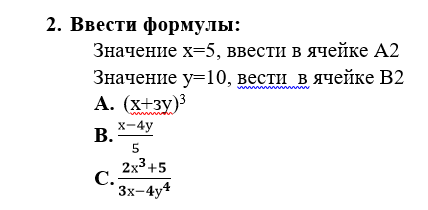 2. Ввести формулы:
Значение x=5, ввести в ячейке A2
Значение y=10, вести в ячейке B2
A. (x+зy)³
B. (x−4y)/5
C. (2x³+5)/(3x−4y⁴)